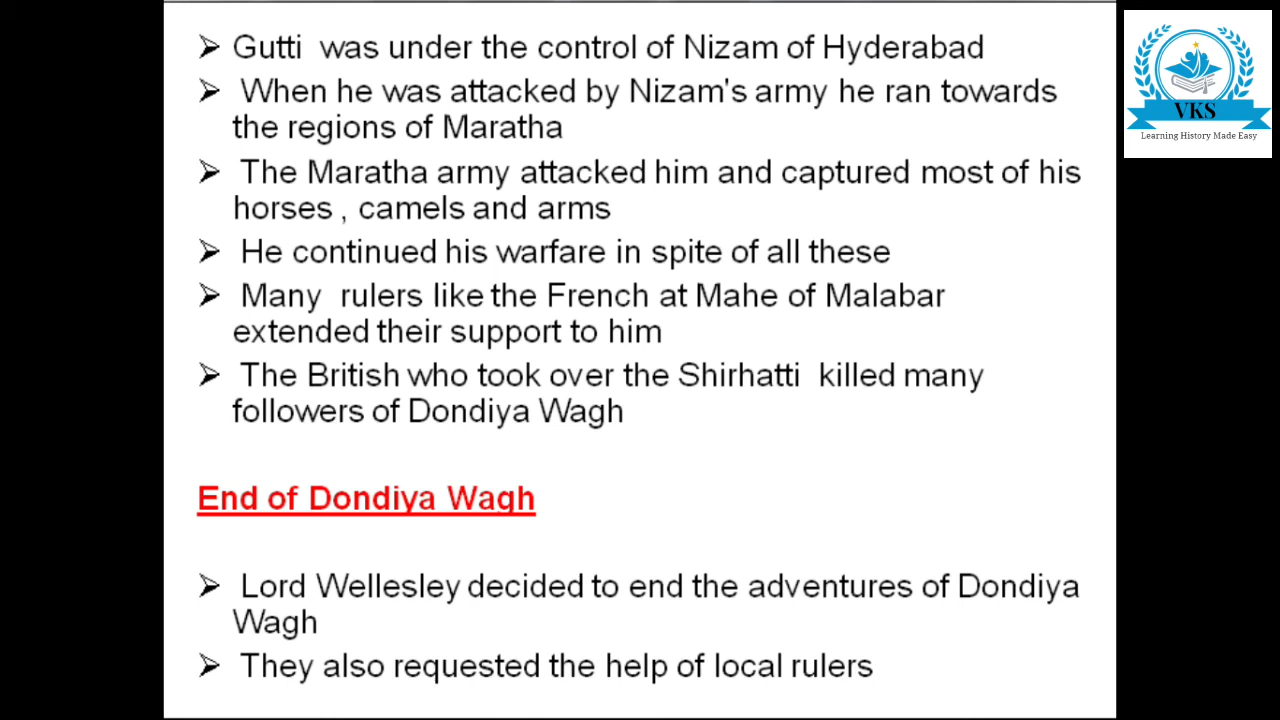 ➢ Gutti was under the control of Nizam of Hyderabad
➢ When he was attacked by Nizam's army he ran towards
the regions of Maratha
➢ The Maratha army attacked him and captured most of his
horses , camels and arms
➢ He continued his warfare in spite of all these
➢ Many rulers like the French at Mahe of Malabar
extended their support to him
➢ The British who took over the Shirhatti killed many
followers of Dondiya Wagh
End of Dondiya Wagh
➢ Lord Wellesley decided to end the adventures of Dondiya
Wagh
➢ They also requested the help of local rulers
VKS
Learning History Made Easy